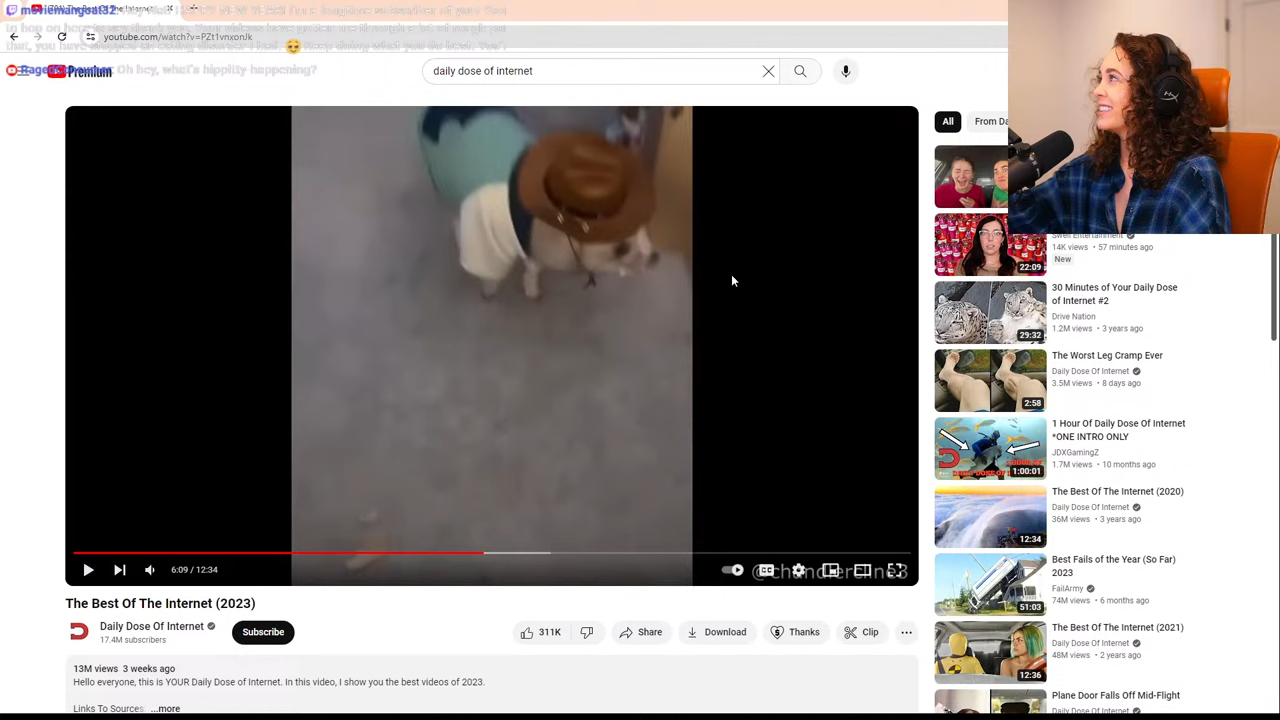 moviemangoat32
youtube.com/watch?v=PZt1vnxonJk
Oh hey, what's hipplity-happening?
Premium
daily dose of internet
All
From Da
Swell Entertainment
14K views • 57 minutes ago
New
22:09
30 Minutes of Your Daily Dose
of Internet #2
Drive Nation
1.2M views • 3 years ago
29:32
The Worst Leg Cramp Ever
Daily Dose Of Internet
3.5M views • 8 days ago
2:58
1 Hour Of Daily Dose Of Internet
*ONE INTRO ONLY
JDXGamingZ
1.7M views • 10 months ago
1:00:01
The Best Of The Internet (2020)
Daily Dose Of Internet
36M views • 3 years ago
12:34
Best Fails of the Year (So Far)
2023
FailArmy
74M views • 6 months ago
51:03
The Best Of The Internet (2021)
Daily Dose Of Internet
48M views • 2 years ago
12:36
Plane Door Falls Off Mid-Flight
Daily Dose Of Internet
6:09 / 12:34
The Best Of The Internet (2023)
Daily Dose Of Internet
17.4M subscribers
Subscribe
311K
Share
Download
Thanks
Clip
13M views 3 weeks ago
Hello everyone, this is YOUR Daily Dose of Internet. In this video, I show you the best videos of 2023.
Links To Sources:
...more